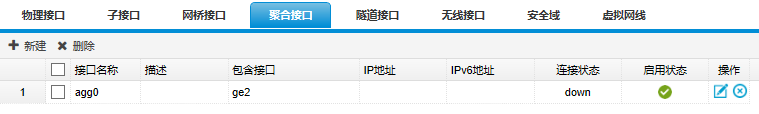 物理接口 子接口 网桥接口 聚合接口 隧道接口 无线接口 安全域 虚拟网线
新建 删除
接口名称 描述 包含接口 IP地址 IPv6地址 连接状态 启用状态 操作
1 agg0 ge2 down